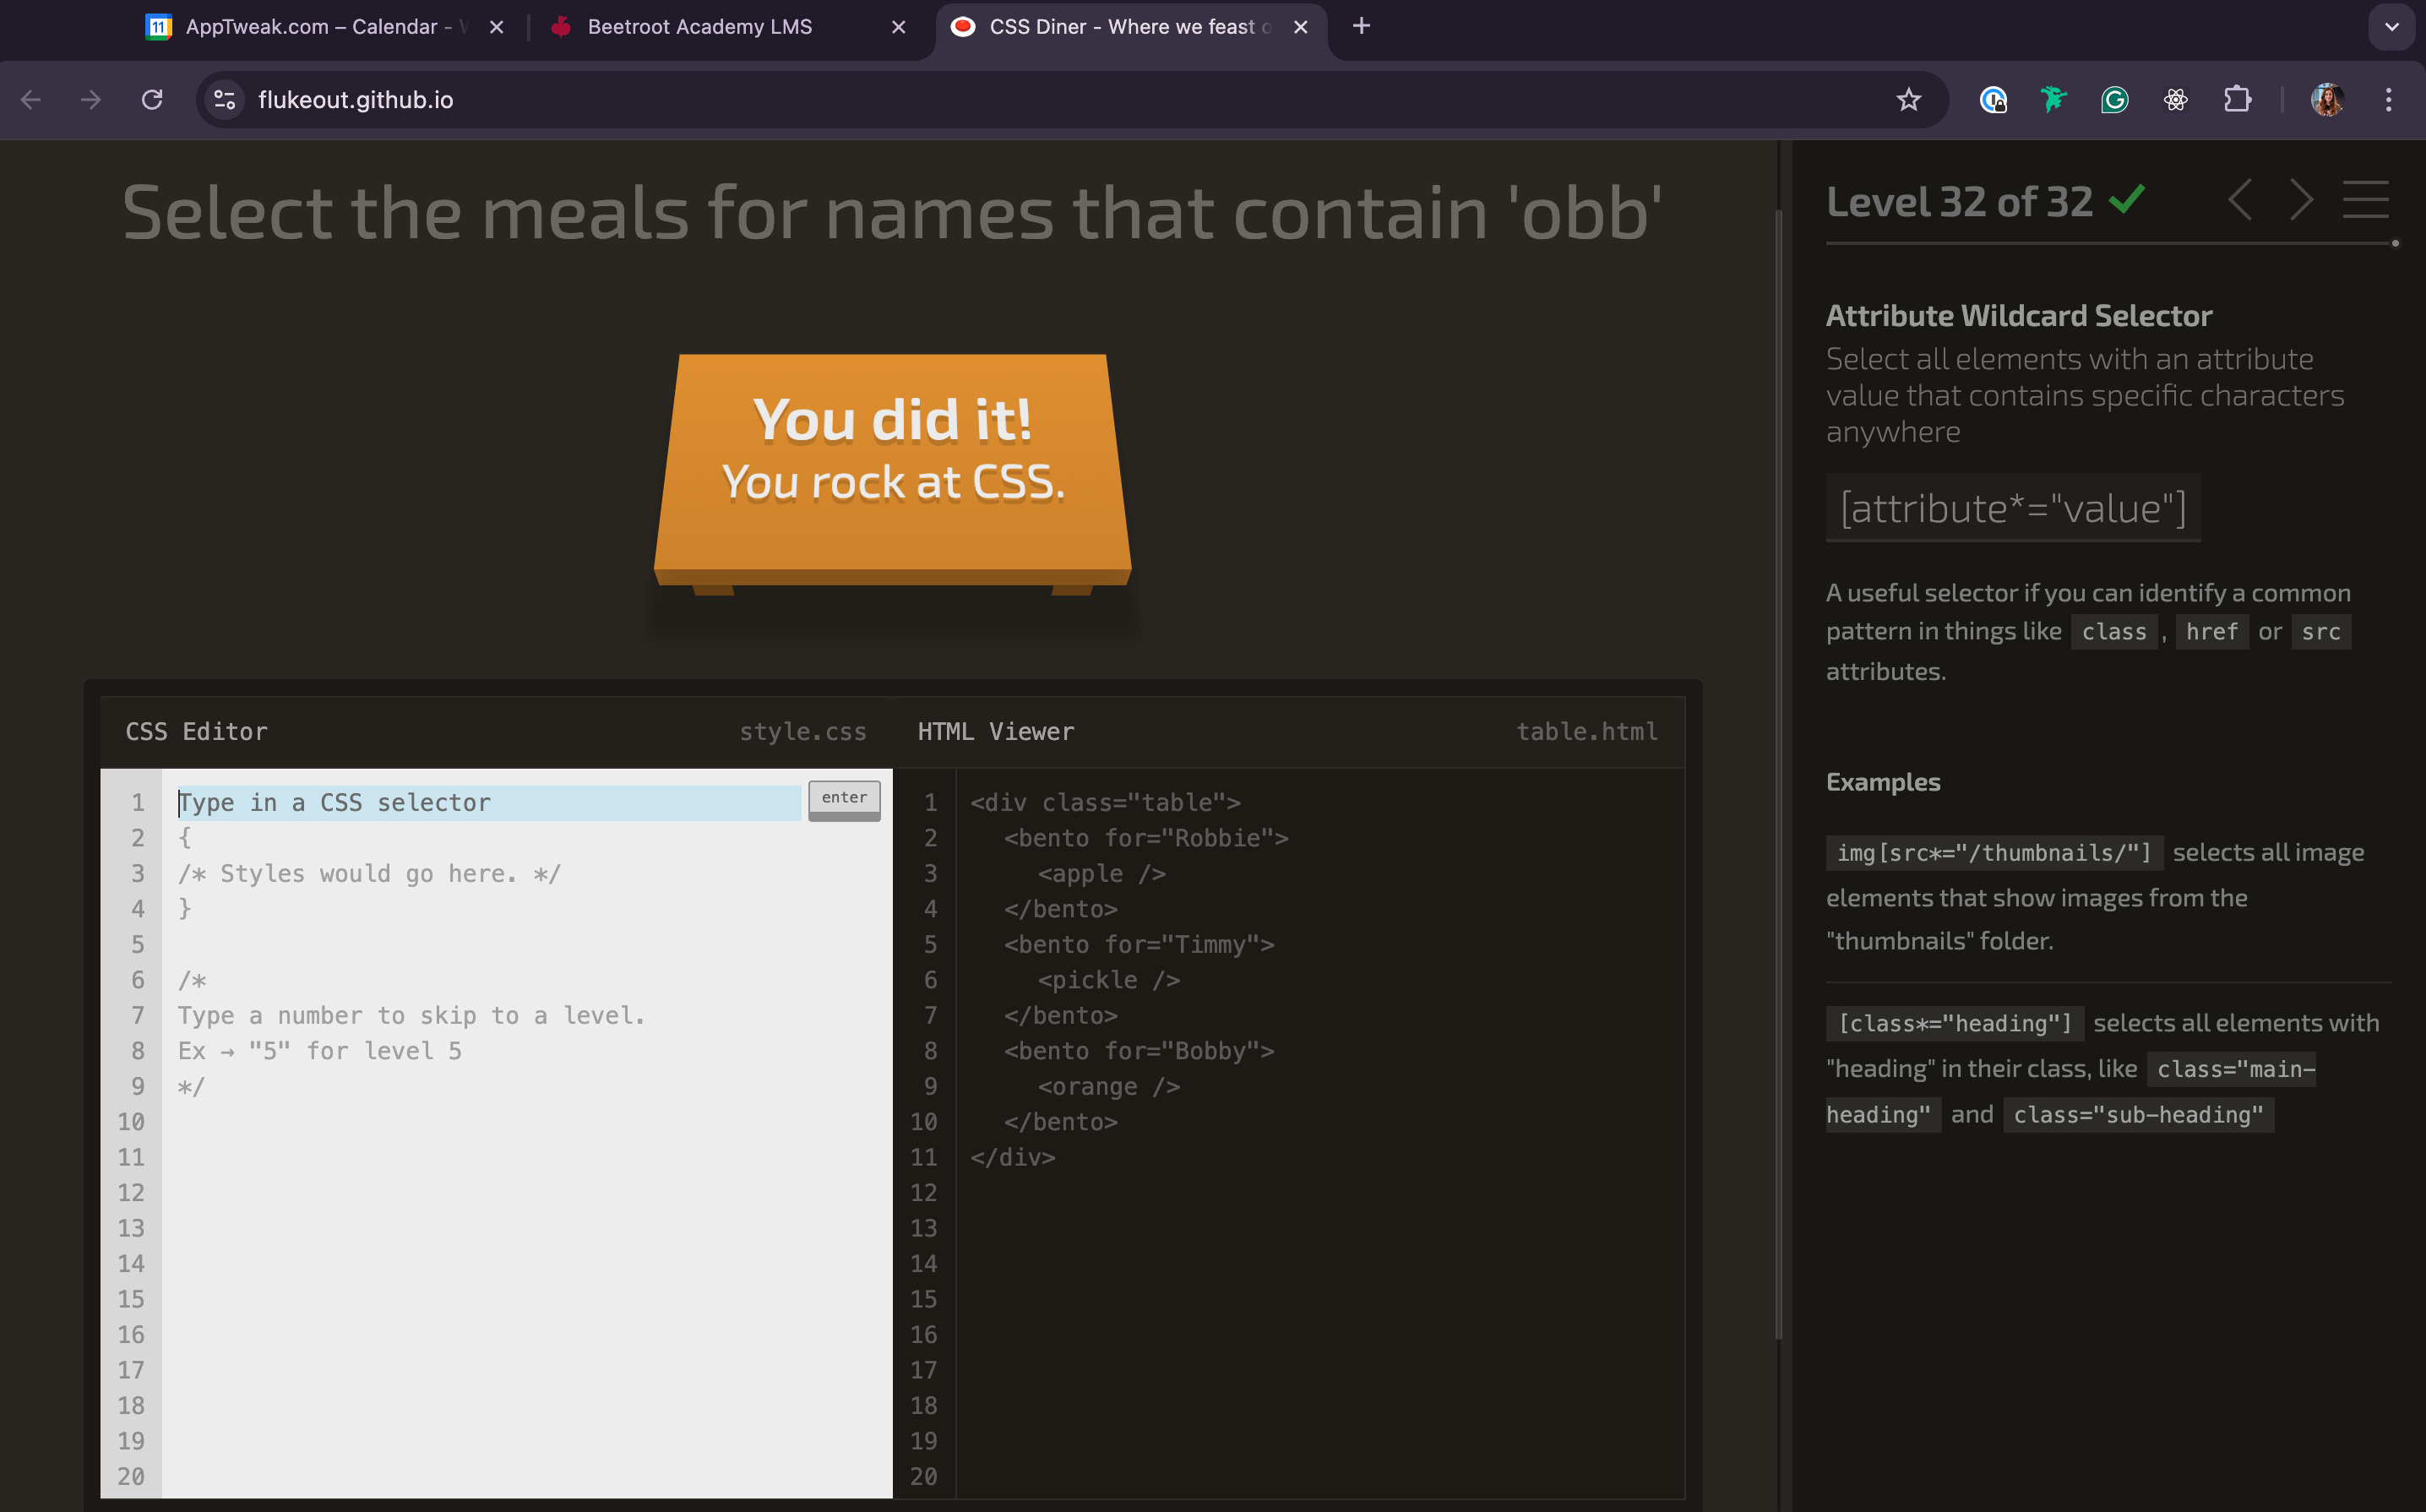 11 AppTweak.com – Calendar -
Beetroot Academy LMS
CSS Diner - Where we feast
flukeout.github.io
Select the meals for names that contain 'obb'
You did it!
You rock at CSS.
CSS Editor
style.css
1 Type in a CSS selector
enter
2 {
3 /* Styles would go here. */
4 }
5
6 /*
7 Type a number to skip to a level.
8 Ex → "5" for level 5
9 */
10
11
12
13
14
15
16
17
18
19
20
HTML Viewer
table.html
1 <div class="table">
2 <bento for="Robbie">
3 <apple />
4 </bento>
5 <bento for="Timmy">
6 <pickle />
7 </bento>
8 <bento for="Bobby">
9 <orange />
10 </bento>
11 </div>
12
13
14
15
16
17
18
19
20
Level 32 of 32
Attribute Wildcard Selector
Select all elements with an attribute
value that contains specific characters
anywhere
[attribute*="value"]
A useful selector if you can identify a common
pattern in things like class , href or src
attributes.
Examples
img[src*="/thumbnails/"] selects all image
elements that show images from the
"thumbnails" folder.
[class*="heading"] selects all elements with
"heading" in their class, like class="main-
heading" and class="sub-heading"